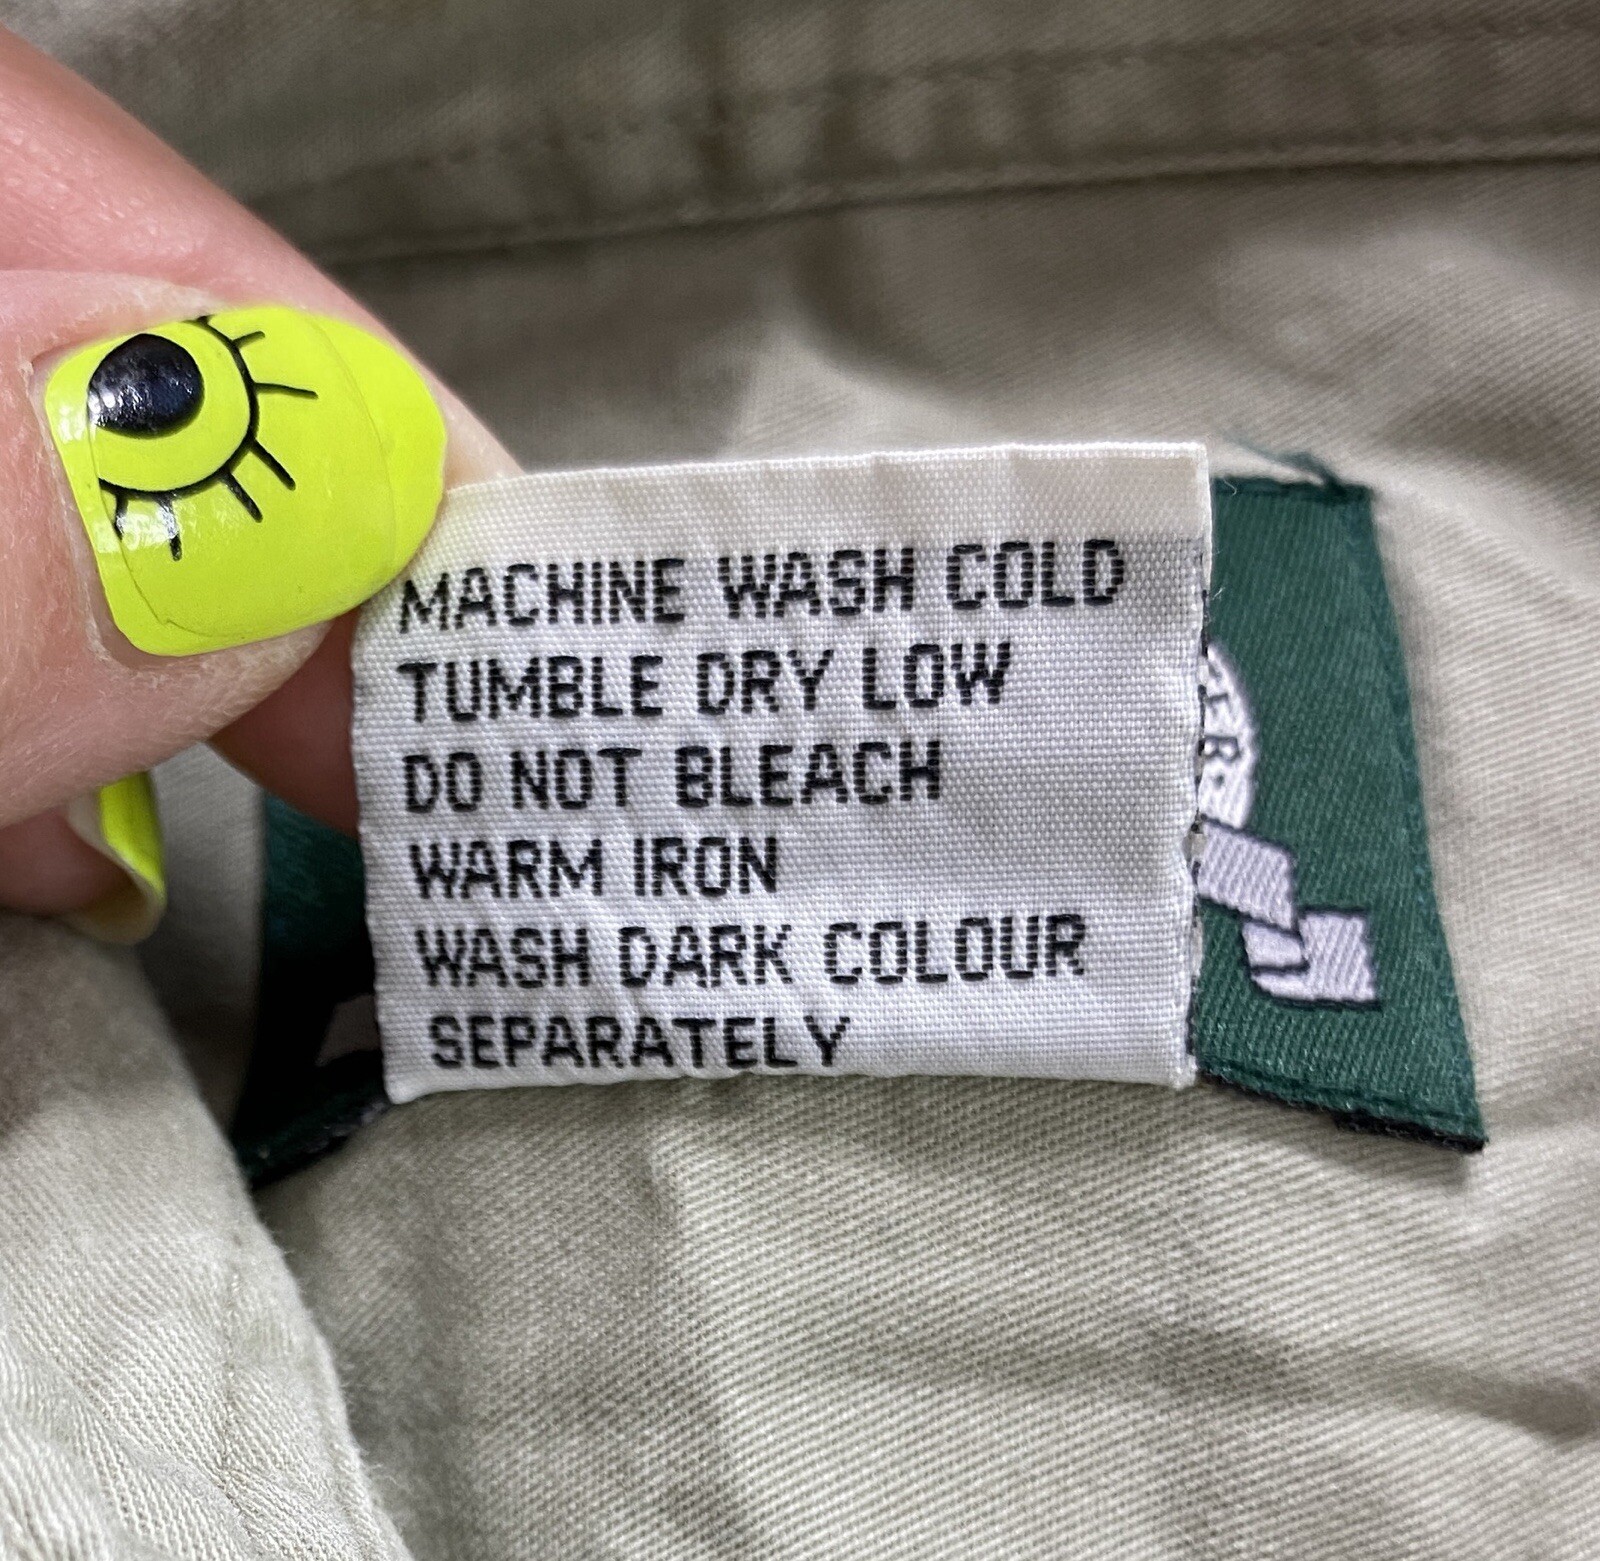 MACHINE WASH COLD
TUMBLE DRY LOW
DO NOT BLEACH
WARM IRON
WASH DARK COLOUR
SEPARATELY